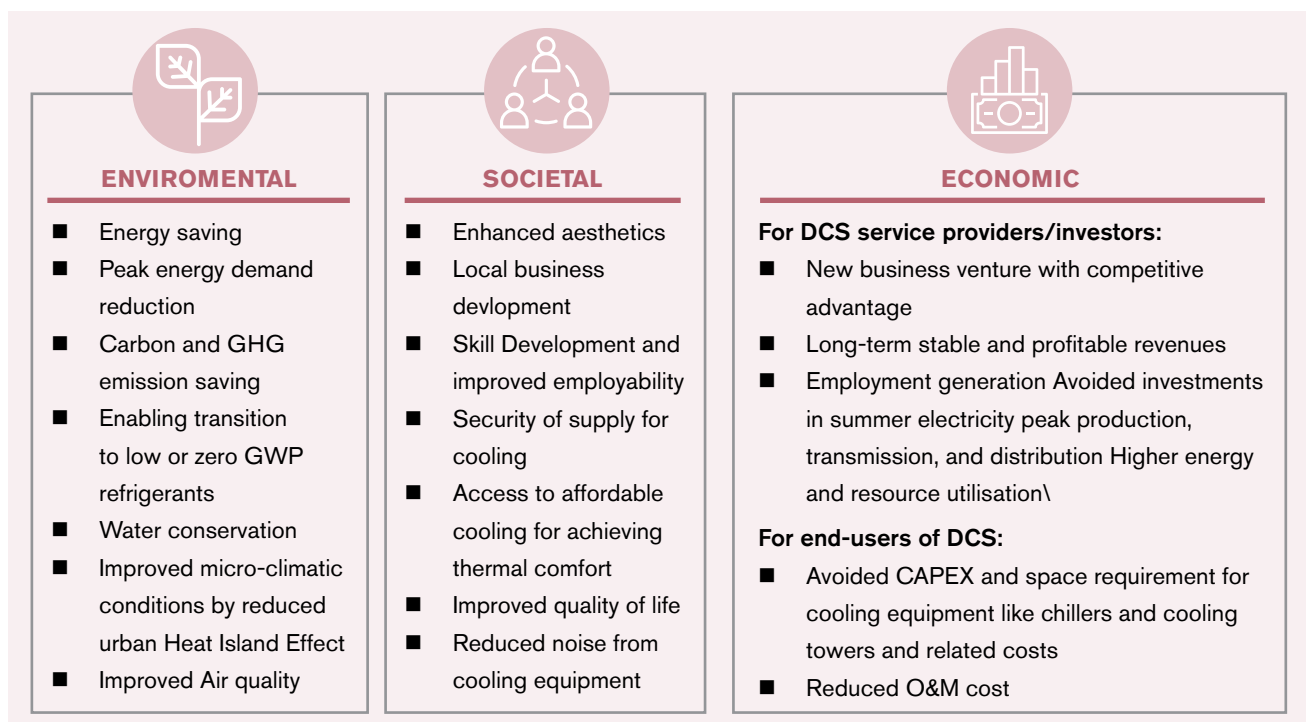 ENVIROMENTAL
■ Energy saving
■ Peak energy demand
reduction
■ Carbon and GHG
emission saving
■ Enabling transition
to low or zero GWP
refrigerants
■ Water conservation
■ Improved micro-climatic
conditions by reduced
urban Heat Island Effect
■ Improved Air quality
SOCIETAL
■ Enhanced aesthetics
■ Local business
devlopment
■ Skill Development and
improved employability
■ Security of supply for
cooling
■ Access to affordable
cooling for achieving
thermal comfort
■ Improved quality of life
■ Reduced noise from
cooling equipment
ECONOMIC
For DCS service providers/investors:
■ New business venture with competitive
advantage
■ Long-term stable and profitable revenues
■ Employment generation Avoided investments
in summer electricity peak production,
transmission, and distribution Higher energy
and resource utilisation\
For end-users of DCS:
■ Avoided CAPEX and space requirement for
cooling equipment like chillers and cooling
towers and related costs
■ Reduced O&M cost